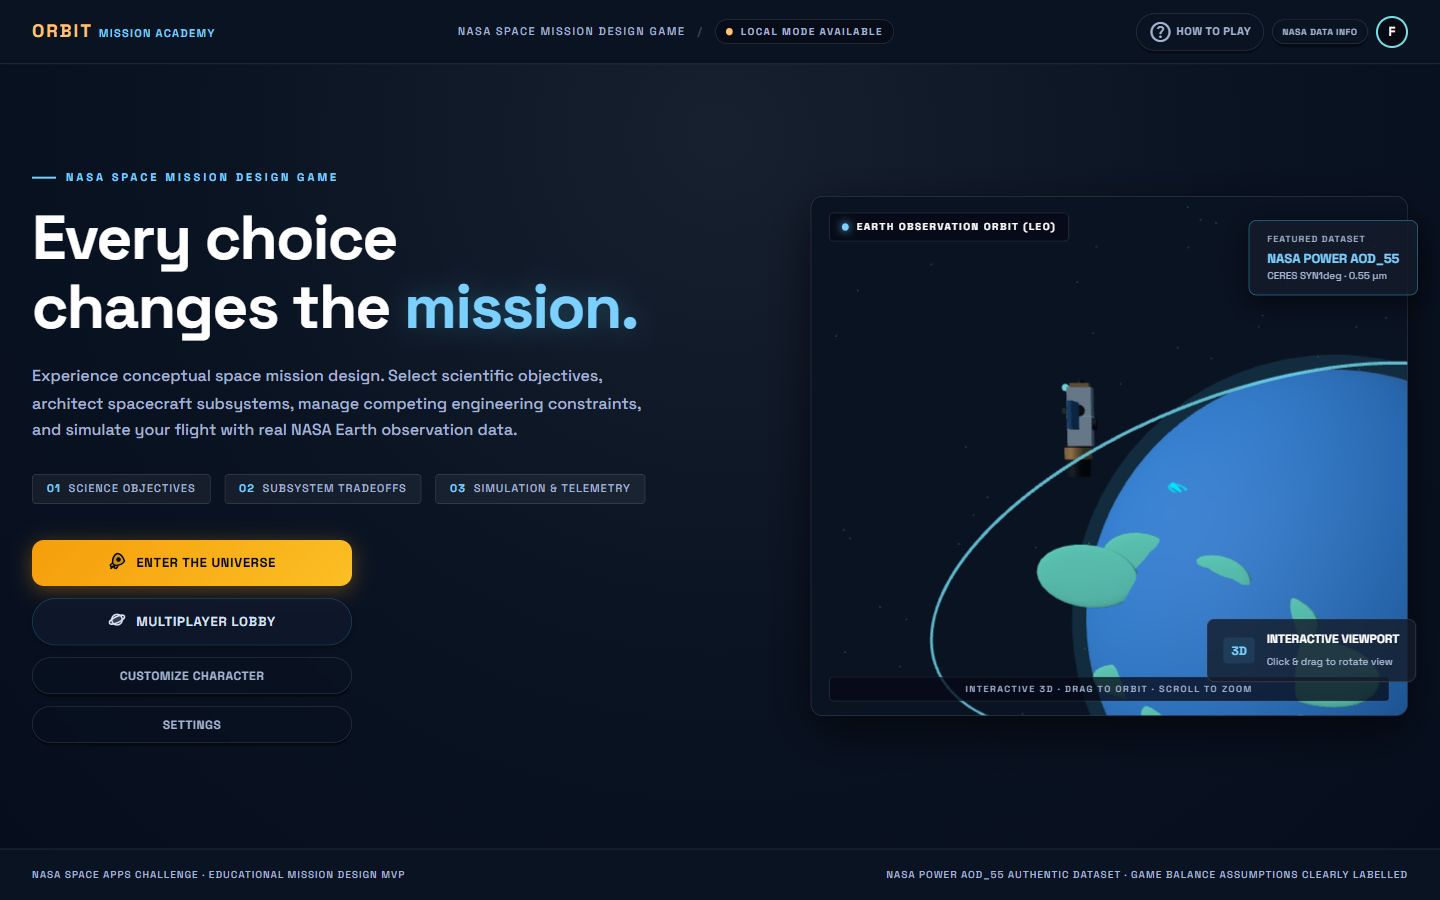 ORBIT MISSION ACADEMY
NASA SPACE MISSION DESIGN GAME / LOCAL MODE AVAILABLE
? HOW TO PLAY
NASA DATA INFO
F
NASA SPACE MISSION DESIGN GAME
Every choice
changes the mission.
Experience conceptual space mission design. Select scientific objectives,
architect spacecraft subsystems, manage competing engineering constraints,
and simulate your flight with real NASA Earth observation data.
01 SCIENCE OBJECTIVES
02 SUBSYSTEM TRADEOFFS
03 SIMULATION & TELEMETRY
ENTER THE UNIVERSE
MULTIPLAYER LOBBY
CUSTOMIZE CHARACTER
SETTINGS
EARTH OBSERVATION ORBIT (LEO)
FEATURED DATASET
NASA POWER AOD_55
CERES SYN1deg · 0.55 µm
3D
INTERACTIVE VIEWPORT
Click & drag to rotate view
INTERACTIVE 3D · DRAG TO ORBIT · SCROLL TO ZOOM
NASA SPACE APPS CHALLENGE · EDUCATIONAL MISSION DESIGN MVP
NASA POWER AOD_55 AUTHENTIC DATASET · GAME BALANCE ASSUMPTIONS CLEARLY LABELLED